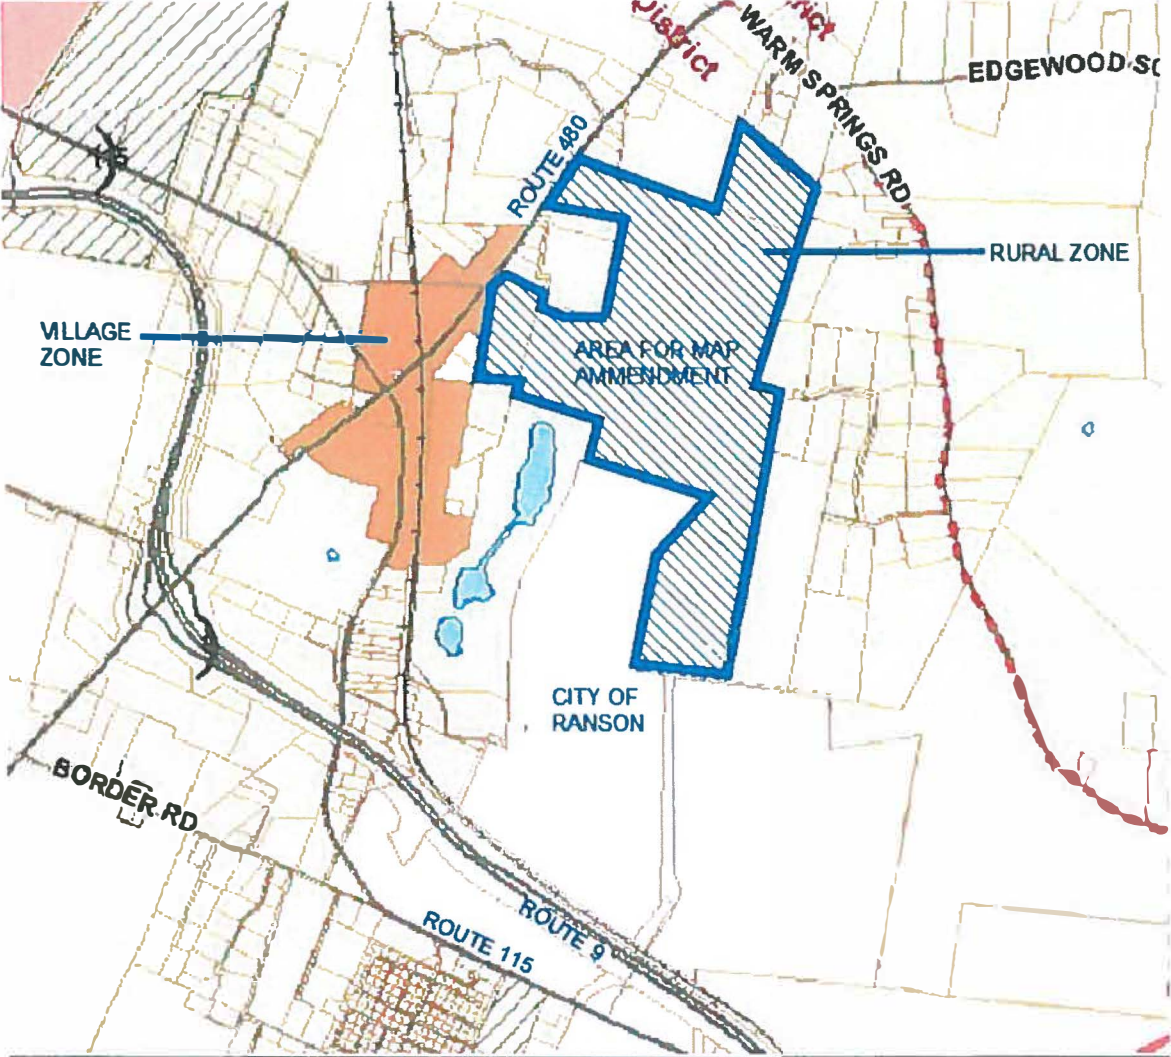 District
rict
WARM SPRINGS RD
EDGEWOOD SC
ROUTE 480
RURAL ZONE
VILLAGE
ZONE
AREA FOR MAP
AMMENDMENT
CITY OF
RANSON
BORDER RD
ROUTE 9
ROUTE 115